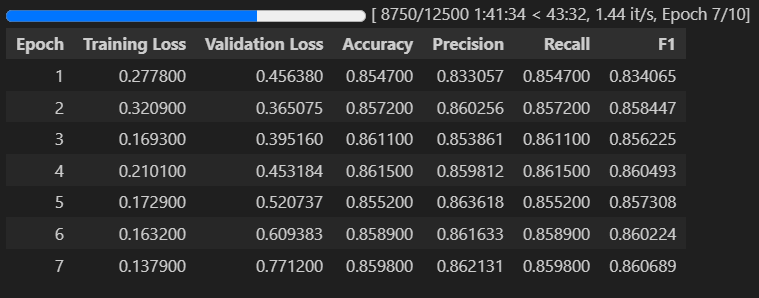 [ 8750/12500 1:41:34 < 43:32, 1.44 it/s, Epoch 7/10]
Epoch Training Loss Validation Loss Accuracy Precision Recall F1
1 0.277800 0.456380 0.854700 0.833057 0.854700 0.834065
2 0.320900 0.365075 0.857200 0.860256 0.857200 0.858447
3 0.169300 0.395160 0.861100 0.853861 0.861100 0.856225
4 0.210100 0.453184 0.861500 0.859812 0.861500 0.860493
5 0.172900 0.520737 0.855200 0.863618 0.855200 0.857308
6 0.163200 0.609383 0.858900 0.861633 0.858900 0.860224
7 0.137900 0.771200 0.859800 0.862131 0.859800 0.860689